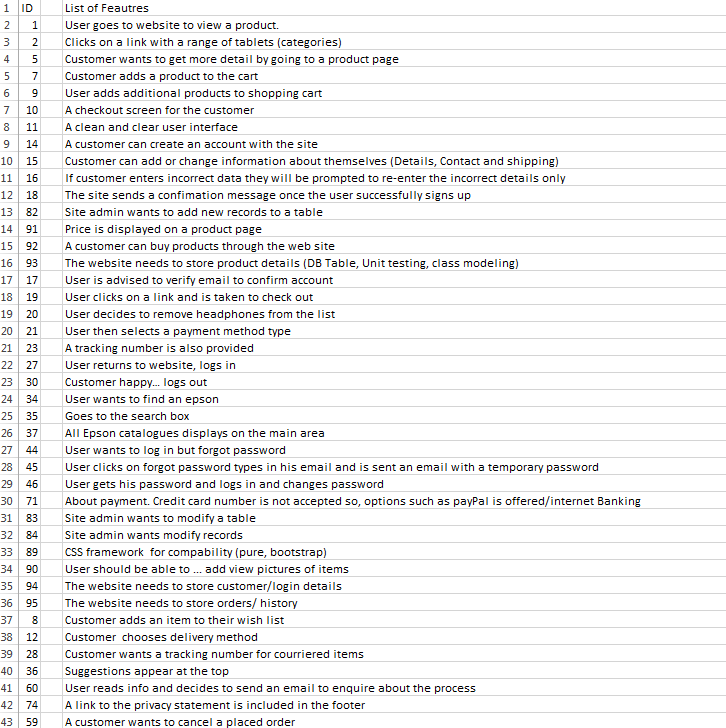 1 ID List of Feautres
2 1 User goes to website to view a product.
3 2 Clicks on a link with a range of tablets (categories)
4 5 Customer wants to get more detail by going to a product page
5 7 Customer adds a product to the cart
6 9 User adds additional products to shopping cart
7 10 A checkout screen for the customer
8 11 A clean and clear user interface
9 14 A customer can create an account with the site
10 15 Customer can add or change information about themselves (Details, Contact and shipping)
11 16 If customer enters incorrect data they will be prompted to re-enter the incorrect details only
12 18 The site sends a confimation message once the user successfully signs up
13 82 Site admin wants to add new records to a table
14 91 Price is displayed on a product page
15 92 A customer can buy products through the web site
16 93 The website needs to store product details (DB Table, Unit testing, class modeling)
17 17 User is advised to verify email to confirm account
18 19 User clicks on a link and is taken to check out
19 20 User decides to remove headphones from the list
20 21 User then selects a payment method type
21 23 A tracking number is also provided
22 27 User returns to website, logs in
23 30 Customer happy... logs out
24 34 User wants to find an epson
25 35 Goes to the search box
26 37 All Epson catalogues displays on the main area
27 44 User wants to log in but forgot password
28 45 User clicks on forgot password types in his email and is sent an email with a temporary password
29 46 User gets his password and logs in and changes password
30 71 About payment. Credit card number is not accepted so, options such as payPal is offered/internet Banking
31 83 Site admin wants to modify a table
32 84 Site admin wants modify records
33 89 CSS framework for compability (pure, bootstrap)
34 90 User should be able to ... add view pictures of items
35 94 The website needs to store customer/login details
36 95 The website needs to store orders/ history
37 8 Customer adds an item to their wish list
38 12 Customer chooses delivery method
39 28 Customer wants a tracking number for courriered items
40 36 Suggestions appear at the top
41 60 User reads info and decides to send an email to enquire about the process
42 74 A link to the privacy statement is included in the footer
43 59 A customer wants to cancel a placed order